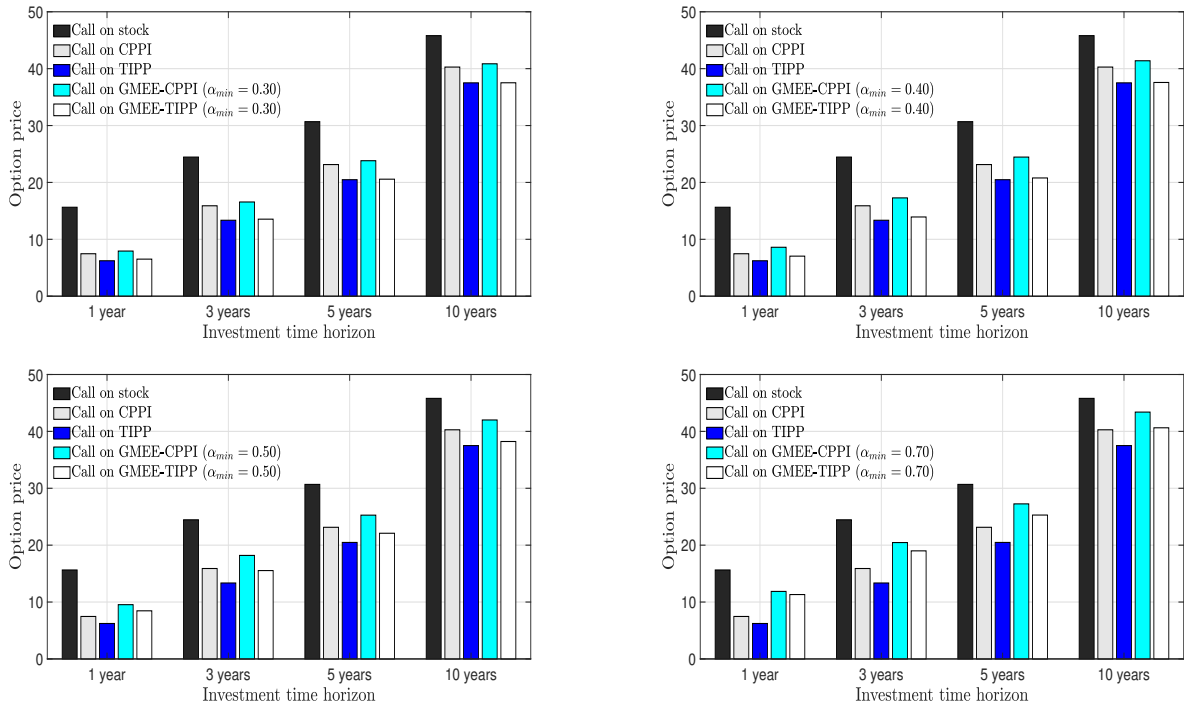 50
40
30
20
10
0
Option price
Call on stock
Call on CPPI
Call on TIPP
Call on GMEE-CPPI (αmin = 0.30)
Call on GMEE-TIPP (αmin = 0.30)
1 year 3 years 5 years 10 years
Investment time horizon
50
40
30
20
10
0
Option price
Call on stock
Call on CPPI
Call on TIPP
Call on GMEE-CPPI (αmin = 0.40)
Call on GMEE-TIPP (αmin = 0.40)
1 year 3 years 5 years 10 years
Investment time horizon
50
40
30
20
10
0
Option price
Call on stock
Call on CPPI
Call on TIPP
Call on GMEE-CPPI (αmin = 0.50)
Call on GMEE-TIPP (αmin = 0.50)
1 year 3 years 5 years 10 years
Investment time horizon
50
40
30
20
10
0
Option price
Call on stock
Call on CPPI
Call on TIPP
Call on GMEE-CPPI (αmin = 0.70)
Call on GMEE-TIPP (αmin = 0.70)
1 year 3 years 5 years 10 years
Investment time horizon